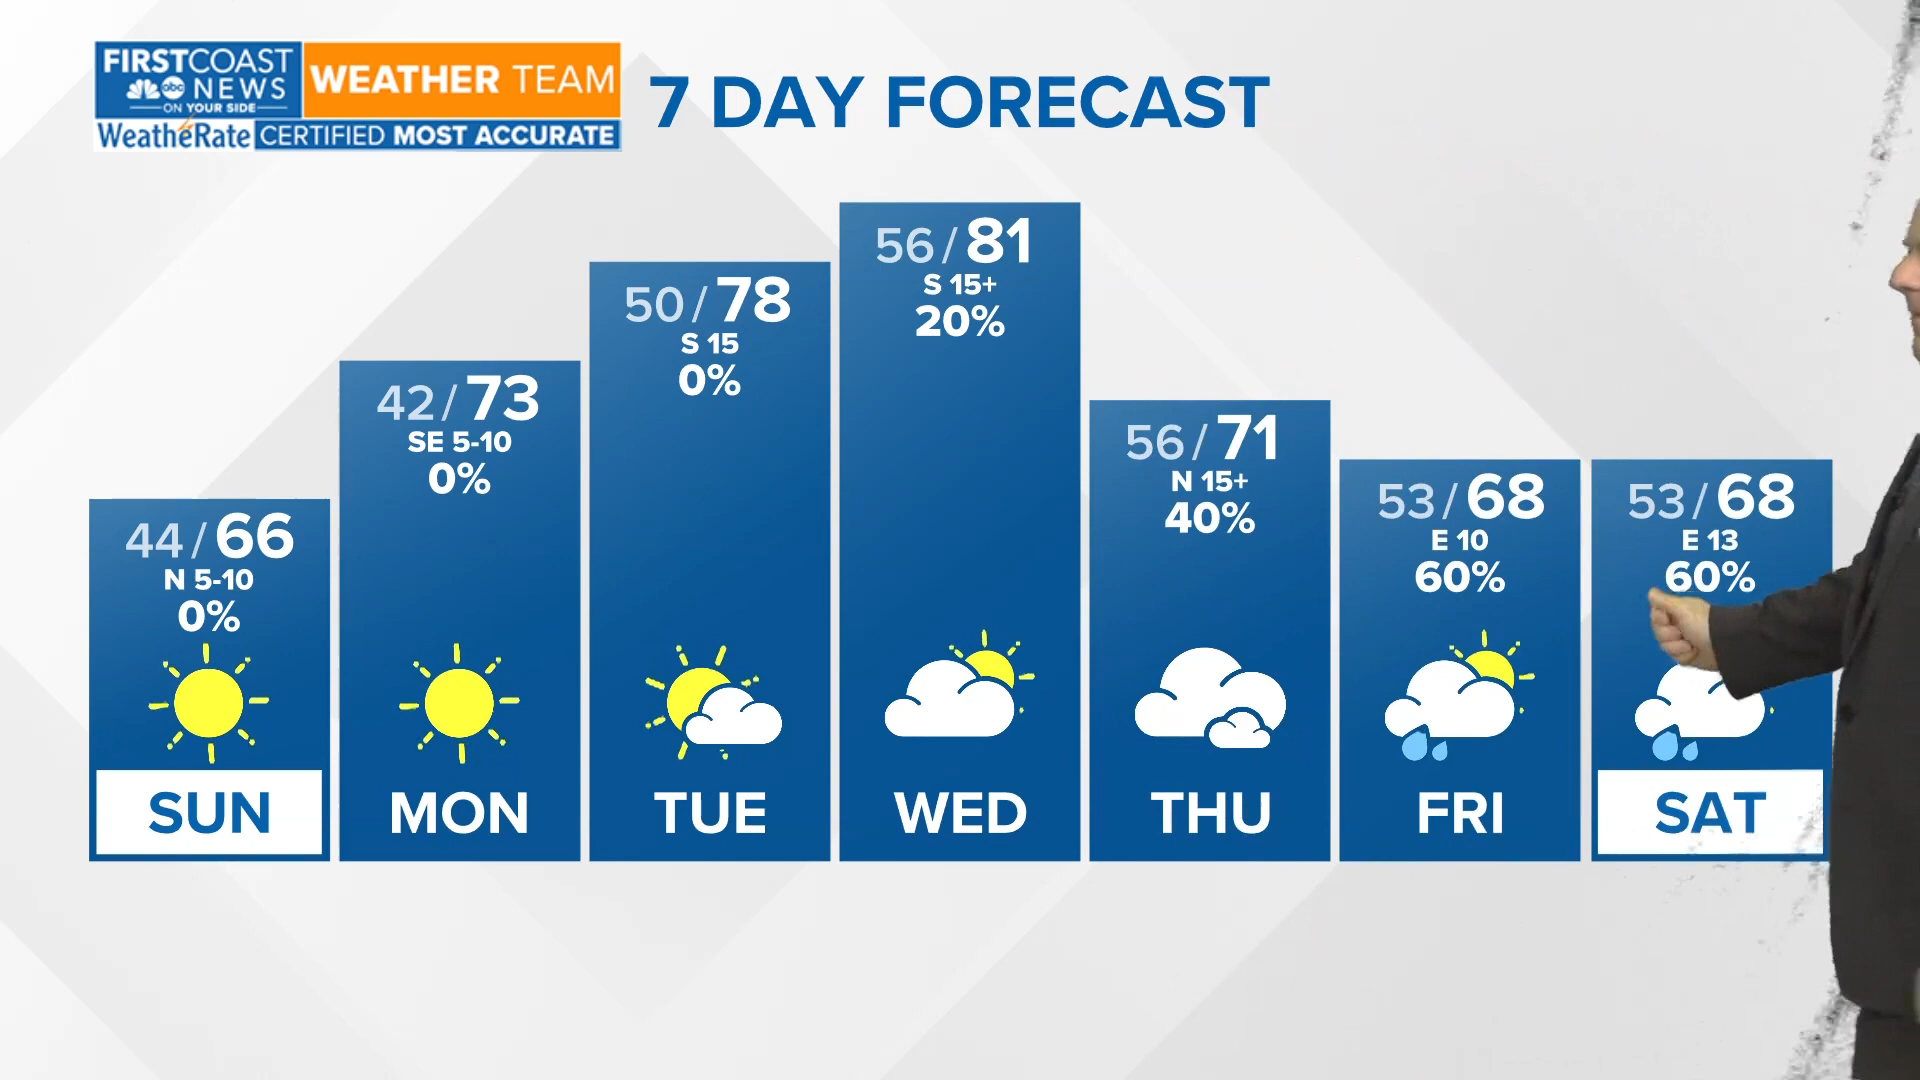 FIRSTCOAST
NEWS
abc
ON YOUR SIDE
WEATHER TEAM
WeatheRate CERTIFIED MOST ACCURATE
7 DAY FORECAST
44/66
N 5-10
0%
SUN
42/73
SE 5-10
0%
MON
50/78
S 15
0%
TUE
56/81
S 15+
20%
WED
56/71
N 15+
40%
THU
53/68
E 10
60%
FRI
53/68
E 13
60%
SAT